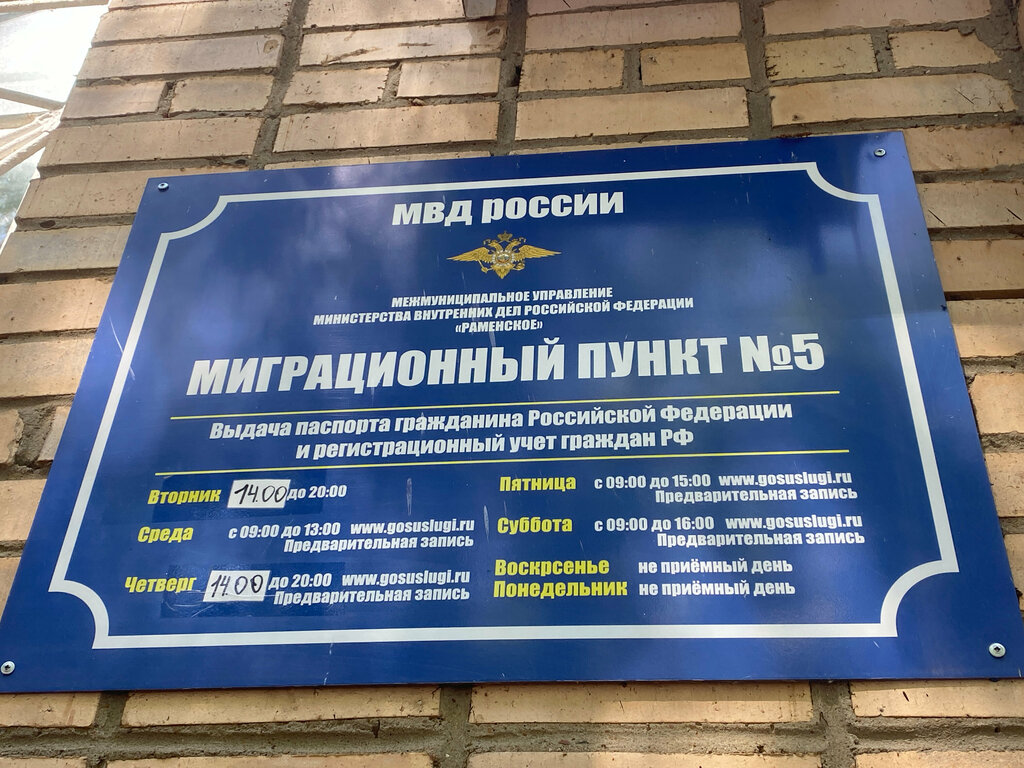 МВД РОССИИ
МЕЖМУНИЦИПАЛЬНОЕ УПРАВЛЕНИЕ
МИНИСТЕРСТВА ВНУТРЕННИХ ДЕЛ РОССИЙСКОЙ ФЕДЕРАЦИИ
«РАМЕНСКОЕ»
МИГРАЦИОННЫЙ ПУНКТ №5
Выдача паспорта гражданина Российской Федерации
и регистрационный учет граждан РФ
Вторник 14.00 до 20:00
Среда с 09:00 до 13:00 www.gosuslugi.ru
Предварительная запись
Четверг 14.00 до 20:00 www.gosuslugi.ru
Предварительная запись
Пятница с 09:00 до 15:00 www.gosuslugi.ru
Предварительная запись
Суббота с 09:00 до 16:00 www.gosuslugi.ru
Предварительная запись
Воскрсенье не приёмный день
Понедельник не приёмный день